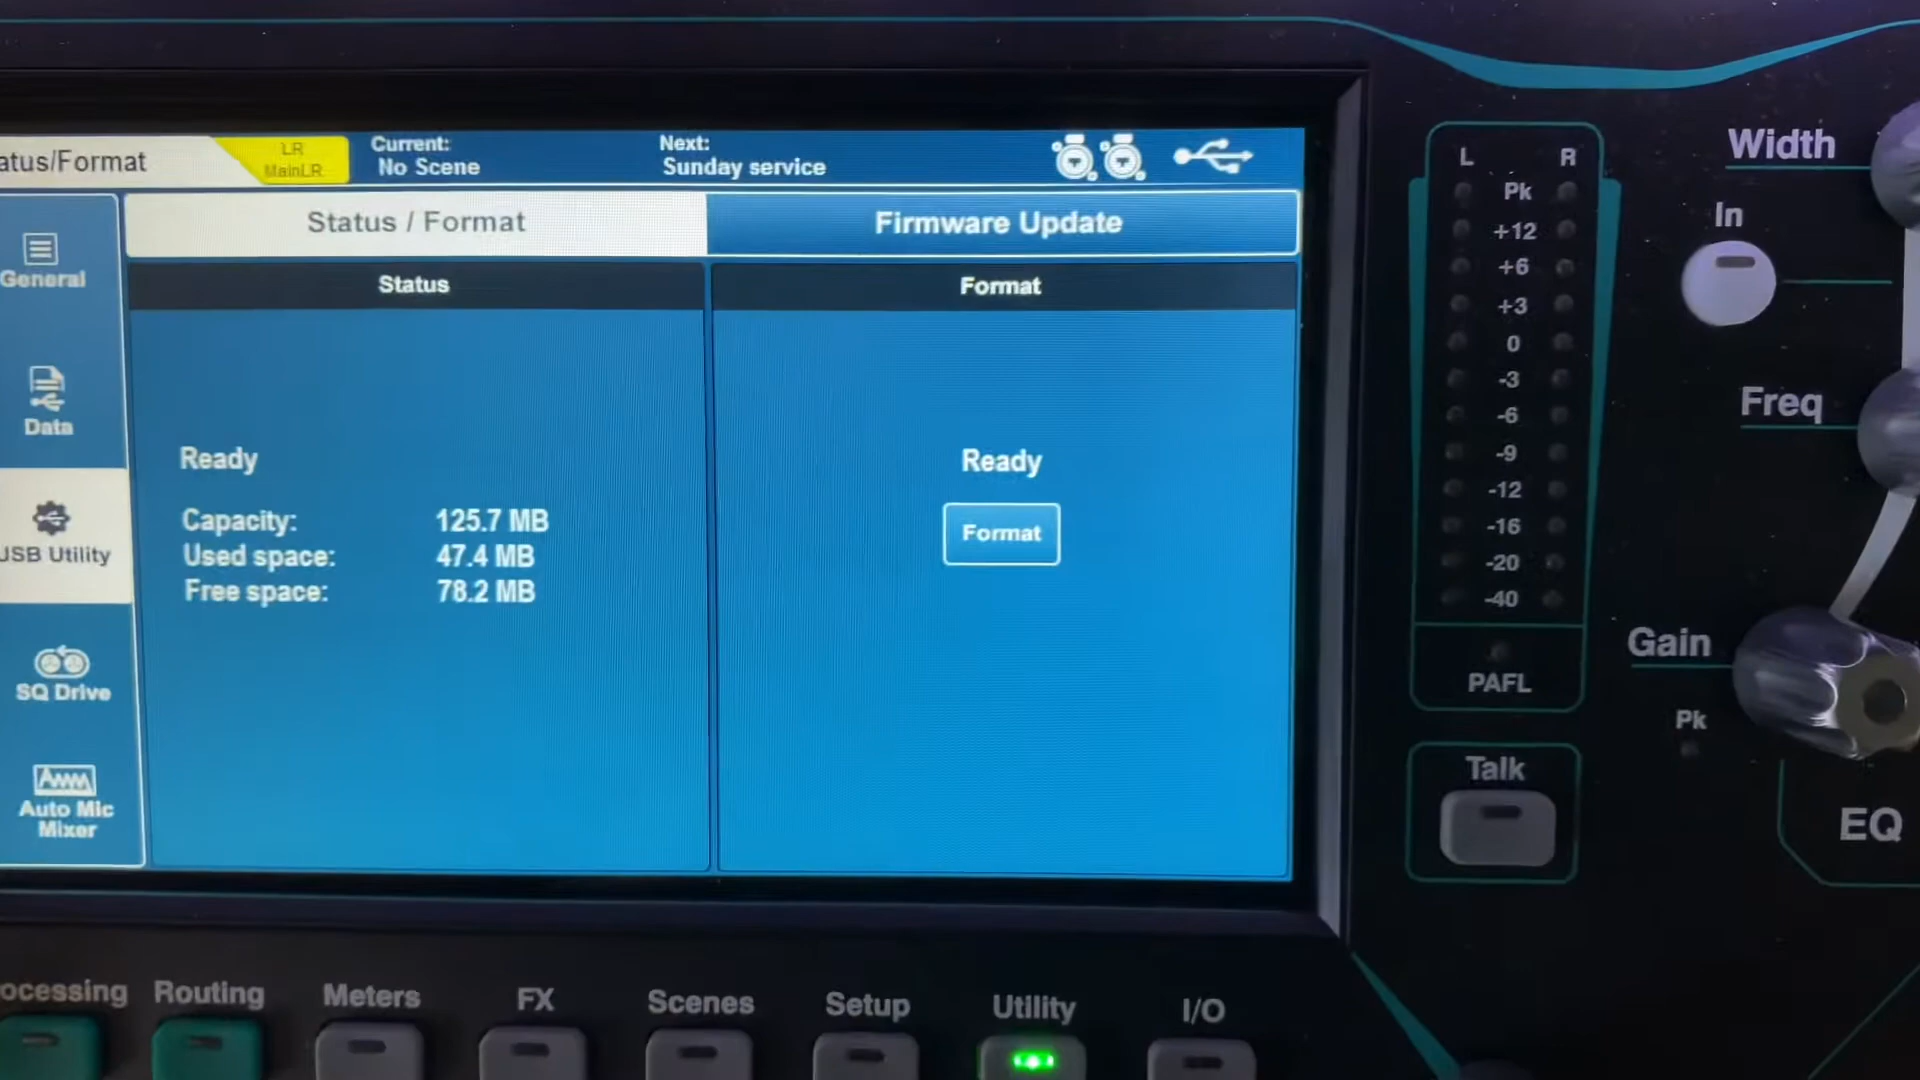 atus/Format
LR
MainLR
Current:
No Scene
Next:
Sunday service
Status / Format
Firmware Update
General
Data
USB Utility
SQ Drive
Auto Mic
Mixer
Status
Ready
Capacity: 125.7 MB
Used space: 47.4 MB
Free space: 78.2 MB
Format
Ready
Format
L R
Pk
+12
+6
+3
0
-3
-6
-9
-12
-16
-20
-40
PAFL
Talk
Width
In
Freq
Gain
Pk
EQ
ocessing
Routing
Meters
FX
Scenes
Setup
Utility
I/O